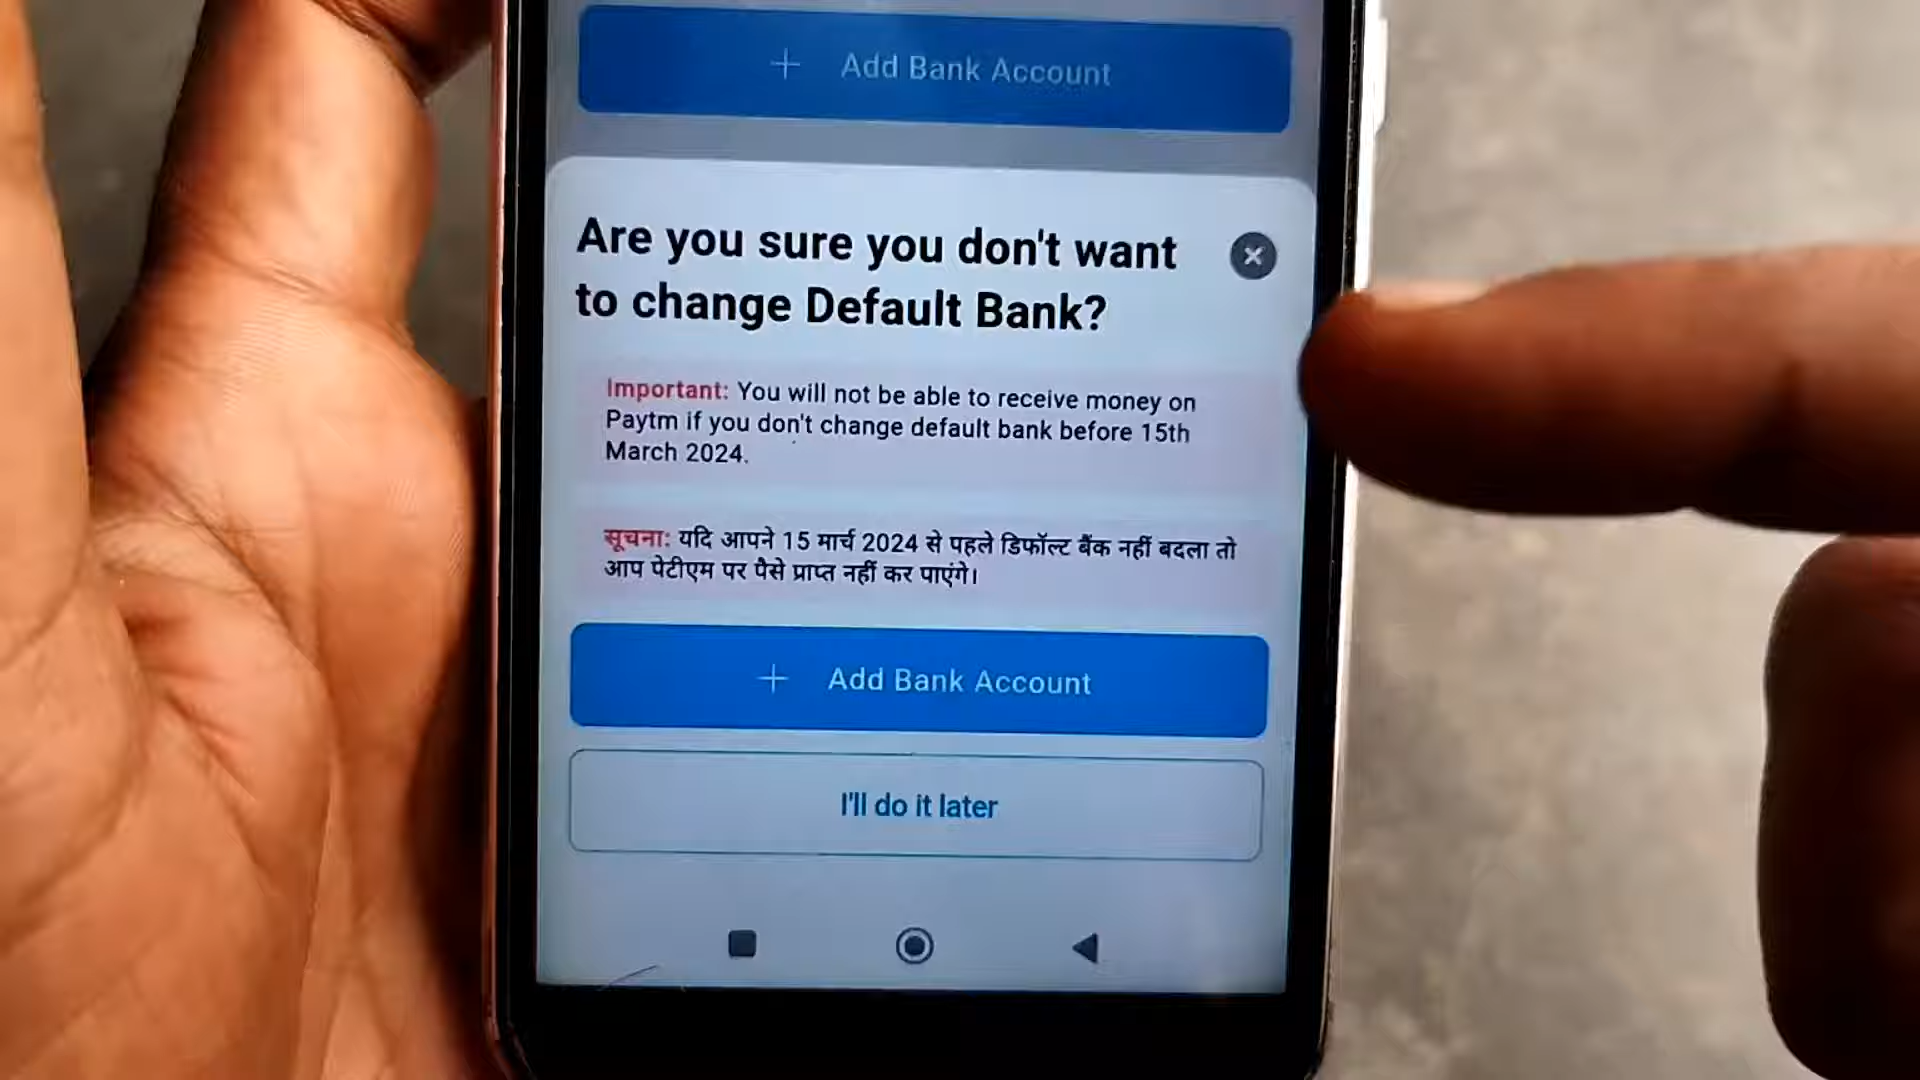 + Add Bank Account
Are you sure you don't want
to change Default Bank?
Important: You will not be able to receive money on
Paytm if you don't change default bank before 15th
March 2024.
सूचना: यदि आपने 15 मार्च 2024 से पहले डिफॉल्ट बैंक नहीं बदला तो
आप पेटीएम पर पैसे प्राप्त नहीं कर पाएंगे।
+ Add Bank Account
I'll do it later